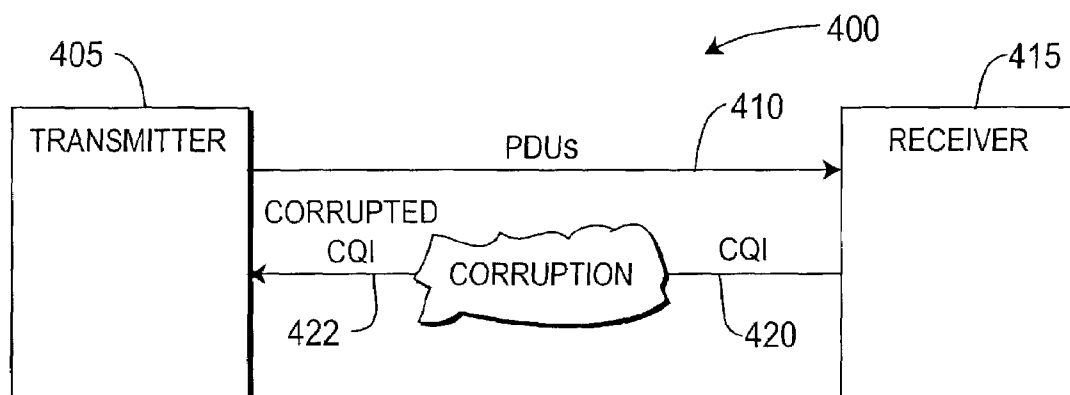 400
405
415
410
TRANSMITTER
PDUs
RECEIVER
CORRUPTED
CQI
CORRUPTION
CQI
422
420